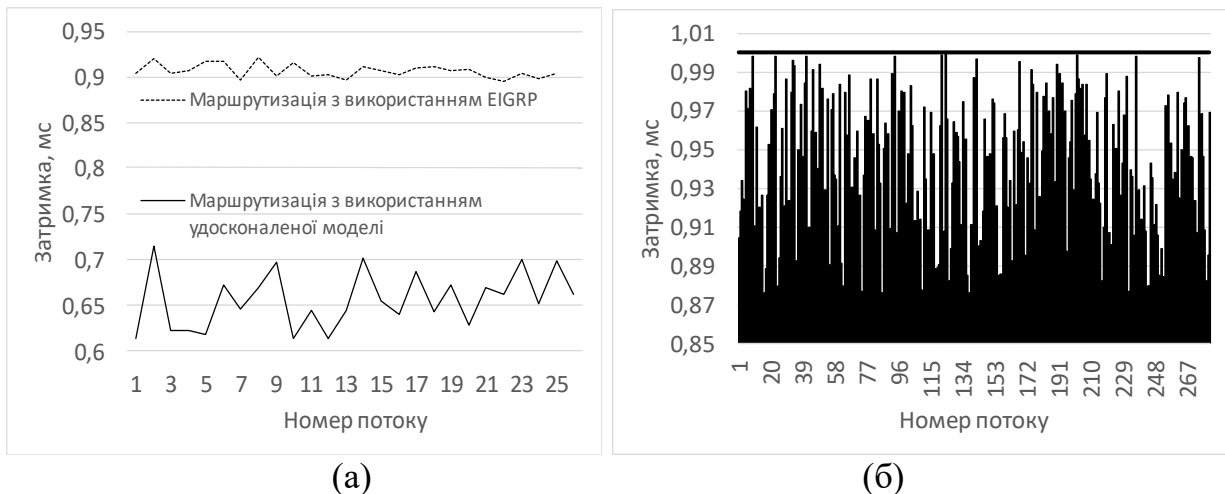 0,95
0,9
0,85
0,8
0,75
0,7
0,65
0,6
Затримка, мс
Маршрутизація з використанням EIGRP
Маршрутизація з використанням
удосконаленої моделі
1 3 5 7 9 11 13 15 17 19 21 23 25
Номер потоку
(а)
1,01
0,99
0,97
0,95
0,93
0,91
0,89
0,87
0,85
Затримка, мс
1 20 39 58 77 96 115 134 153 172 191 210 229 248 267
Номер потоку
(б)